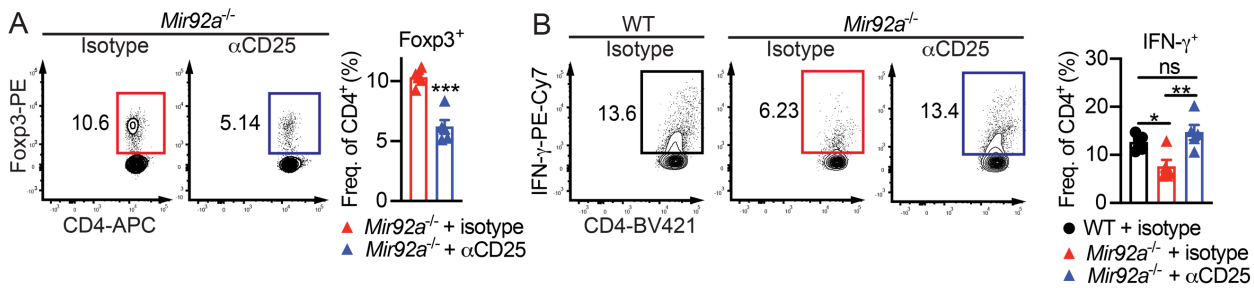 A
Mir92a⁻/⁻
Isotype
αCD25
Foxp3-PE
10.6
5.14
CD4-APC
Foxp3⁺
Freq. of CD4⁺(%)
10
5
0
***
Mir92a⁻/⁻ + isotype
Mir92a⁻/⁻ + αCD25
B
WT
Mir92a⁻/⁻
Isotype
Isotype
αCD25
IFN-γ-PE-Cy7
13.6
6.23
13.4
CD4-BV421
IFN-γ⁺
Freq. of CD4⁺(%)
30
20
10
0
ns
**
*
WT + isotype
Mir92a⁻/⁻ + isotype
Mir92a⁻/⁻ + αCD25